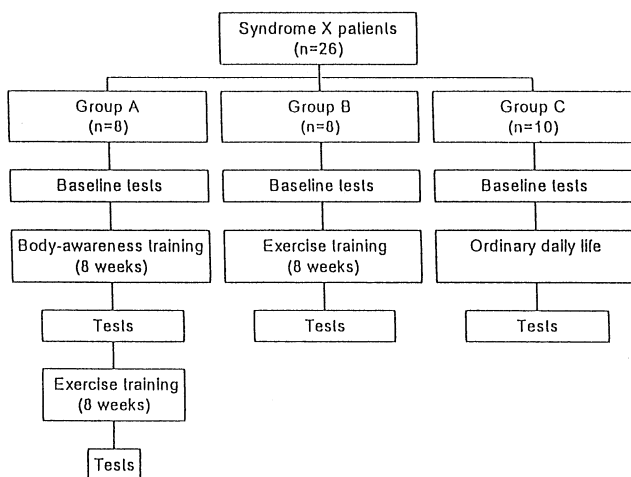 Syndrome X patients
(n=26)
Group A
(n=8)
Group B
(n=8)
Group C
(n=10)
Baseline tests
Baseline tests
Baseline tests
Body-awareness training
(8 weeks)
Exercise training
(8 weeks)
Ordinary daily life
Tests
Tests
Tests
Exercise training
(8 weeks)
Tests